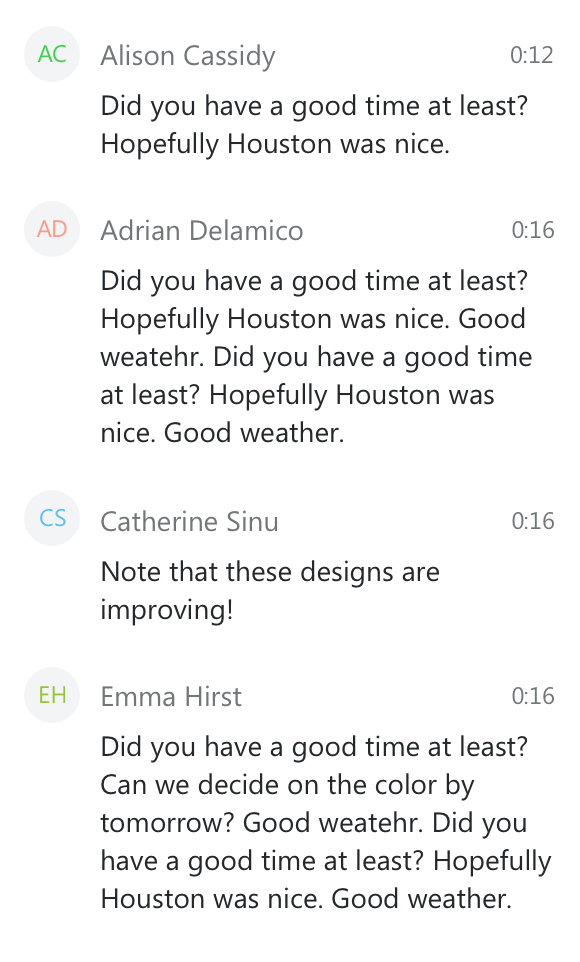 AC Alison Cassidy 0:12
Did you have a good time at least?
Hopefully Houston was nice.
AD Adrian Delamico 0:16
Did you have a good time at least?
Hopefully Houston was nice. Good
weatehr. Did you have a good time
at least? Hopefully Houston was
nice. Good weather.
CS Catherine Sinu 0:16
Note that these designs are
improving!
EH Emma Hirst 0:16
Did you have a good time at least?
Can we decide on the color by
tomorrow? Good weatehr. Did you
have a good time at least? Hopefully
Houston was nice. Good weather.